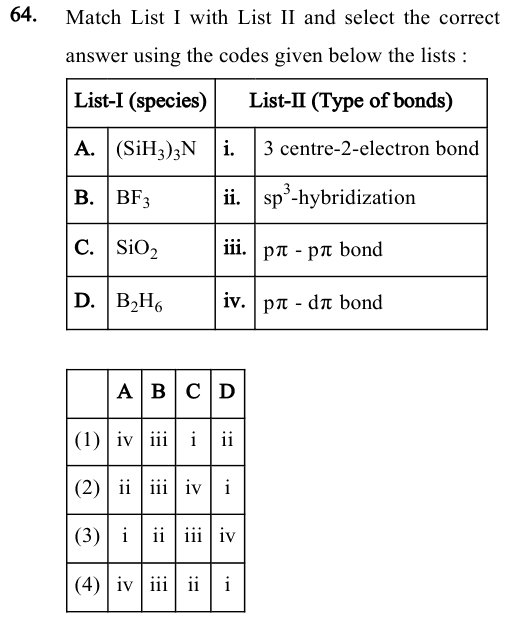 64. Match List I with List II and select the correct
answer using the codes given below the lists :
List-I (species) List-II (Type of bonds)
A. (SiH₃)₃N i. 3 centre-2-electron bond
B. BF₃ ii. sp³-hybridization
C. SiO₂ iii. pπ - pπ bond
D. B₂H₆ iv. pπ - dπ bond
A B C D
(1) iv iii i ii
(2) ii iii iv i
(3) i ii iii iv
(4) iv iii ii i